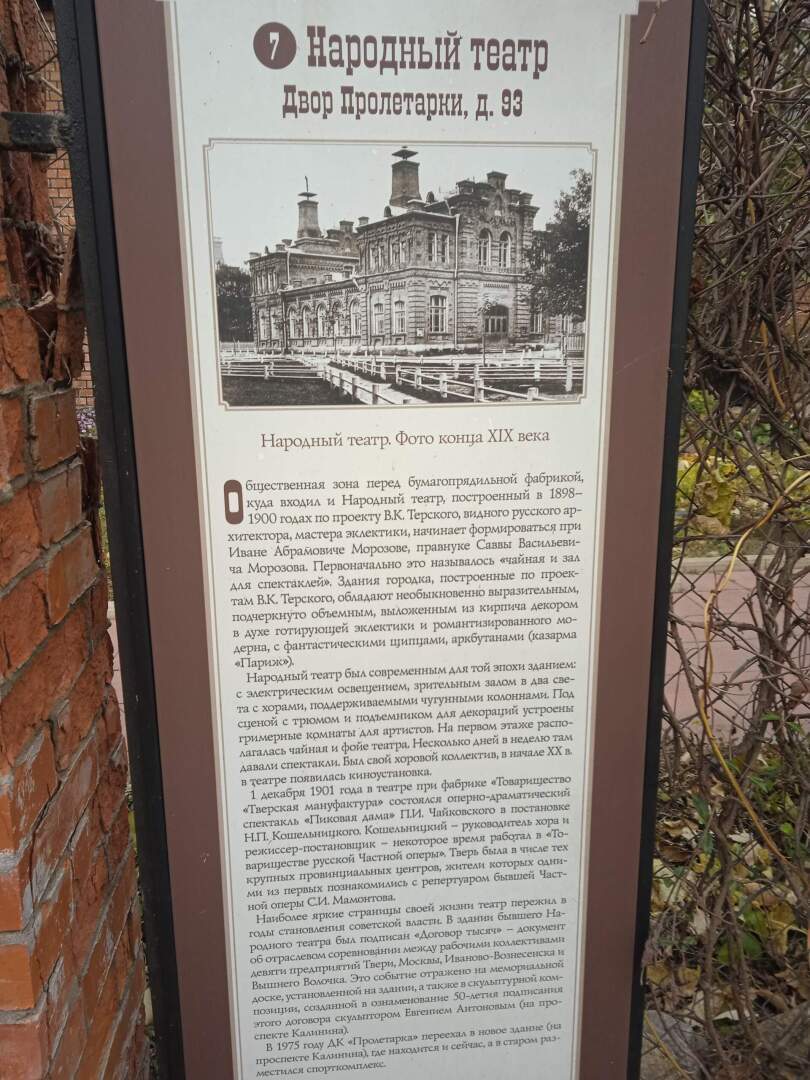 7 Народный театр
Двор Пролетарки, д. 93
Народный театр. Фото конца XIX века
Общественная зона перед бумагопрядильной фабрикой,
куда входил и Народный театр, построенный в 1898–
1900 годах по проекту В.К. Терского, видного русского ар-
хитектора, мастера эклектики, начинает формироваться при
Иване Абрамовиче Морозове, правнуке Саввы Васильеви-
ча Морозова. Первоначально это называлось «чайная и зал
для спектаклей». Здания городка, построенные по проек-
там В.К. Терского, обладают необыкновенно выразительным,
подчеркнуто объемным, выложенным из кирпича декором
в духе готирующей эклектики и романтизированного мо-
дерна, с фантастическими щипцами, аркбутанами (казарма
«Париж»).
Народный театр был современным для той эпохи зданием:
с электрическим освещением, зрительным залом в два све-
та с хорами, поддерживаемыми чугунными колоннами. Под
сценой с трюмом и подъемником для декораций устроены
гримерные комнаты для артистов. На первом этаже распо-
лагалась чайная и фойе театра. Несколько дней в неделю там
давали спектакли. Был свой хоровой коллектив, в начале XX в.
в театре появилась киноустановка.
1 декабря 1901 года в театре при фабрике «Товарищество
«Тверская мануфактура» состоялся оперно-драматический
спектакль «Пиковая дама» П.И. Чайковского в постановке
Н.П. Кошельницкого. Кошельницкий – руководитель хора и
режиссер-постановщик – некоторое время работал в «То-
вариществе русской Частной оперы». Тверь была в числе тех
крупных провинциальных центров, жители которых одни-
ми из первых познакомились с репертуаром бывшей Част-
ной оперы С.И. Мамонтова.
Наиболее яркие страницы своей жизни театр пережил в
годы становления советской власти. В здании бывшего На-
родного театра был подписан «Договор тысяч» – документ
об отраслевом соревновании между рабочими коллективами
девяти предприятий Твери, Москвы, Иваново-Вознесенска и
Вышнего Волочка. Это событие отражено на мемориальной
доске, установленной на здании, а также в скульптурной ком-
позиции, созданной в ознаменование 50-летия подписания
этого договора скульптором Евгением Антоновым (на про-
спекте Калинина).
В 1975 году ДК «Пролетарка» переехал в новое здание (на
проспекте Калинина), где находится и сейчас, а в старом раз-
местился спорткомплекс.